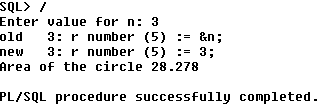 SQL> /
Enter value for n: 3
old   3: r number (5) := &n;
new   3: r number (5) := 3;
Area of the circle 28.278
PL/SQL procedure successfully completed.